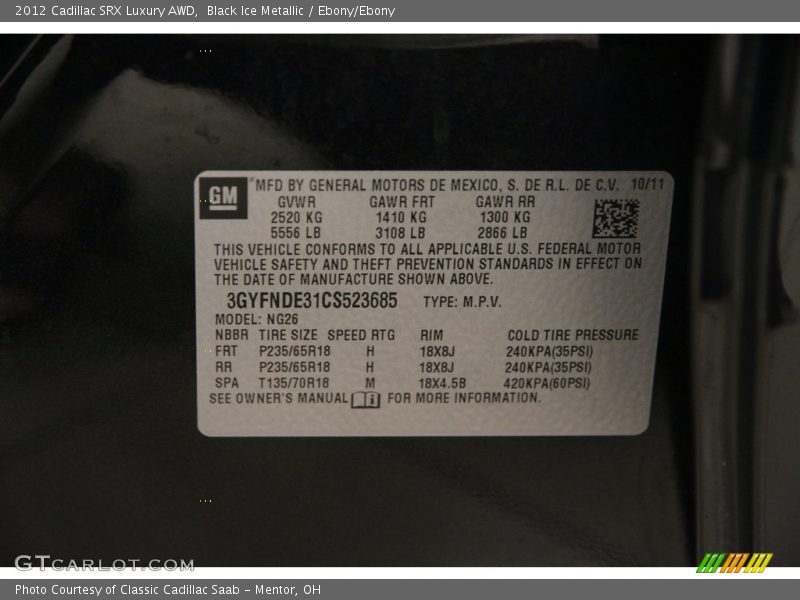 2012 Cadillac SRX Luxury AWD, Black Ice Metallic / Ebony/Ebony
GM MFD BY GENERAL MOTORS DE MEXICO, S. DE R.L. DE C.V. 10/11
GVWR GAWR FRT GAWR RR
2520 KG 1410 KG 1300 KG
5556 LB 3108 LB 2866 LB
THIS VEHICLE CONFORMS TO ALL APPLICABLE U.S. FEDERAL MOTOR
VEHICLE SAFETY AND THEFT PREVENTION STANDARDS IN EFFECT ON
THE DATE OF MANUFACTURE SHOWN ABOVE.
3GYFNDE31CS523685 TYPE: M.P.V.
MODEL: NG26
NBBR TIRE SIZE SPEED RTG RIM COLD TIRE PRESSURE
FRT P235/65R18 H 18X8J 240KPA(35PSI)
RR P235/65R18 H 18X8J 240KPA(35PSI)
SPA T135/70R18 M 18X4.5B 420KPA(60PSI)
SEE OWNER'S MANUAL FOR MORE INFORMATION.
GTCARLOT.COM
Photo Courtesy of Classic Cadillac Saab - Mentor, OH